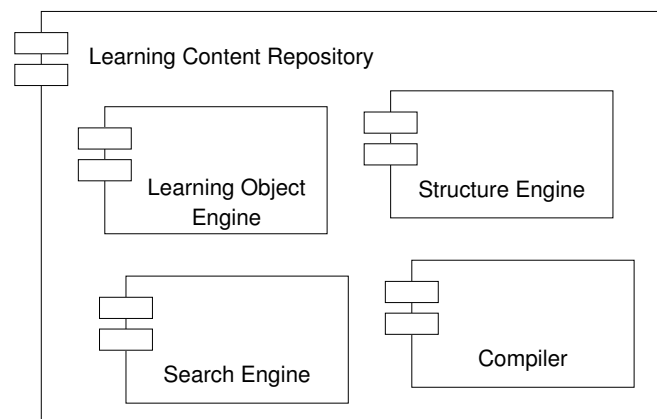 Learning Content Repository
Learning Object
Engine
Structure Engine
Search Engine
Compiler